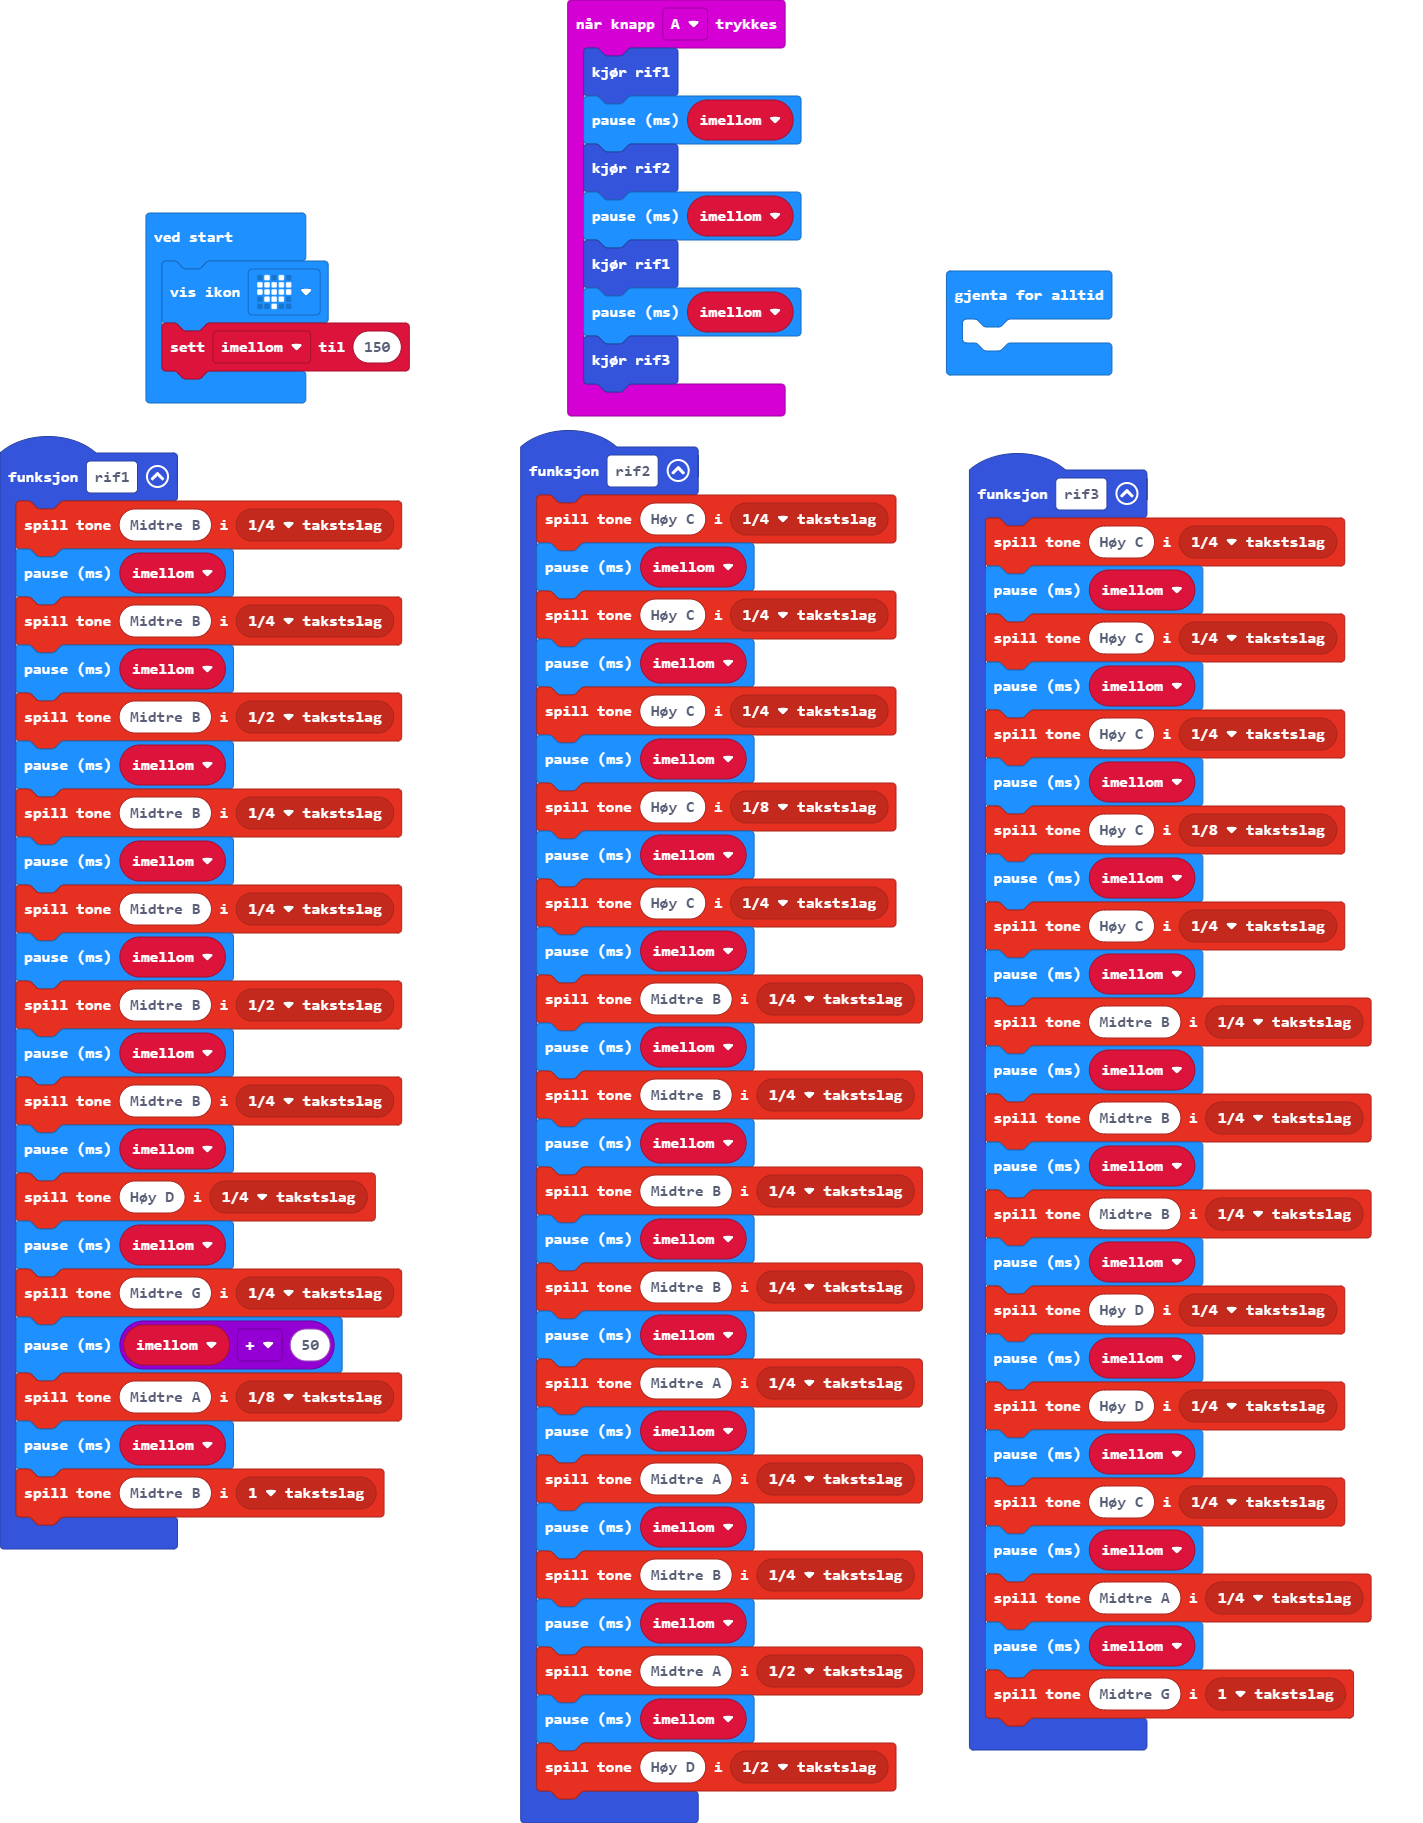 når knapp A trykkes
kjør rif1
pause (ms) imellom
kjør rif2
pause (ms) imellom
kjør rif1
pause (ms) imellom
kjør rif3
ved start
vis ikon
sett imellom til 150
gjenta for alltid
funksjon rif1
spill tone Midtre B i 1/4 takstslag
pause (ms) imellom
spill tone Midtre B i 1/4 takstslag
pause (ms) imellom
spill tone Midtre B i 1/2 takstslag
pause (ms) imellom
spill tone Midtre B i 1/4 takstslag
pause (ms) imellom
spill tone Midtre B i 1/4 takstslag
pause (ms) imellom
spill tone Midtre B i 1/2 takstslag
pause (ms) imellom
spill tone Midtre B i 1/4 takstslag
pause (ms) imellom
spill tone Høy D i 1/4 takstslag
pause (ms) imellom
spill tone Midtre G i 1/4 takstslag
pause (ms) imellom + 50
spill tone Midtre A i 1/8 takstslag
pause (ms) imellom
spill tone Midtre B i 1 takstslag
funksjon rif2
spill tone Høy C i 1/4 takstslag
pause (ms) imellom
spill tone Høy C i 1/4 takstslag
pause (ms) imellom
spill tone Høy C i 1/4 takstslag
pause (ms) imellom
spill tone Høy C i 1/8 takstslag
pause (ms) imellom
spill tone Høy C i 1/4 takstslag
pause (ms) imellom
spill tone Midtre B i 1/4 takstslag
pause (ms) imellom
spill tone Midtre B i 1/4 takstslag
pause (ms) imellom
spill tone Midtre B i 1/4 takstslag
pause (ms) imellom
spill tone Midtre B i 1/4 takstslag
pause (ms) imellom
spill tone Midtre A i 1/4 takstslag
pause (ms) imellom
spill tone Midtre A i 1/4 takstslag
pause (ms) imellom
spill tone Midtre B i 1/4 takstslag
pause (ms) imellom
spill tone Midtre A i 1/2 takstslag
pause (ms) imellom
spill tone Høy D i 1/2 takstslag
funksjon rif3
spill tone Høy C i 1/4 takstslag
pause (ms) imellom
spill tone Høy C i 1/4 takstslag
pause (ms) imellom
spill tone Høy C i 1/4 takstslag
pause (ms) imellom
spill tone Høy C i 1/8 takstslag
pause (ms) imellom
spill tone Høy C i 1/4 takstslag
pause (ms) imellom
spill tone Midtre B i 1/4 takstslag
pause (ms) imellom
spill tone Midtre B i 1/4 takstslag
pause (ms) imellom
spill tone Midtre B i 1/4 takstslag
pause (ms) imellom
spill tone Høy D i 1/4 takstslag
pause (ms) imellom
spill tone Høy D i 1/4 takstslag
pause (ms) imellom
spill tone Høy C i 1/4 takstslag
pause (ms) imellom
spill tone Midtre A i 1/4 takstslag
pause (ms) imellom
spill tone Midtre G i 1 takstslag